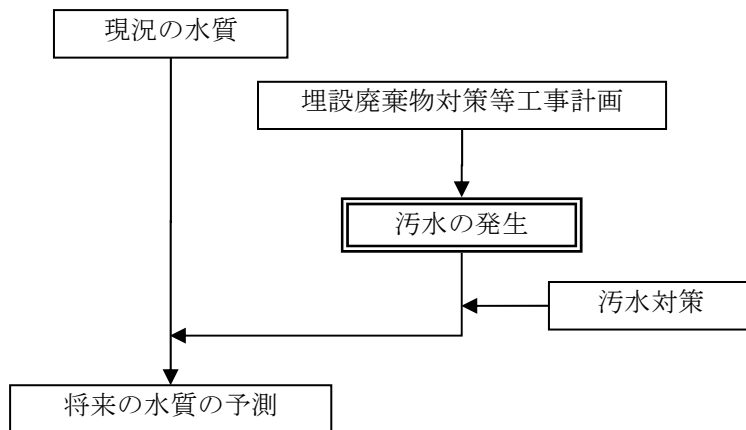 現況の水質
埋設廃棄物対策等工事計画
汚水の発生
汚水対策
将来の水質の予測